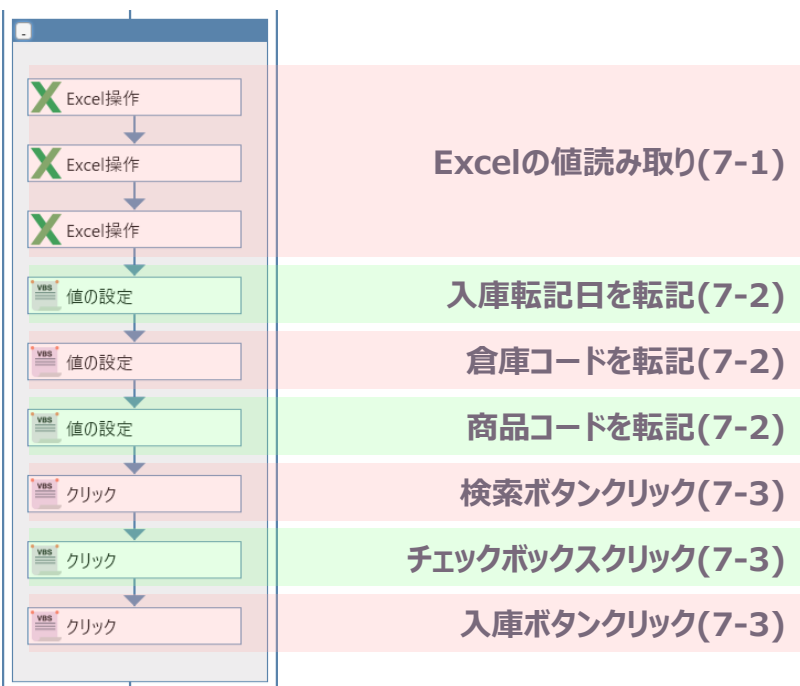 -
Excel操作
Excel操作
Excelの値読み取り(7-1)
Excel操作
VBS 値の設定 入庫転記日を転記(7-2)
VBS 値の設定 倉庫コードを転記(7-2)
VBS 値の設定 商品コードを転記(7-2)
VBS クリック 検索ボタンクリック(7-3)
VBS クリック チェックボックスクリック(7-3)
VBS クリック 入庫ボタンクリック(7-3)